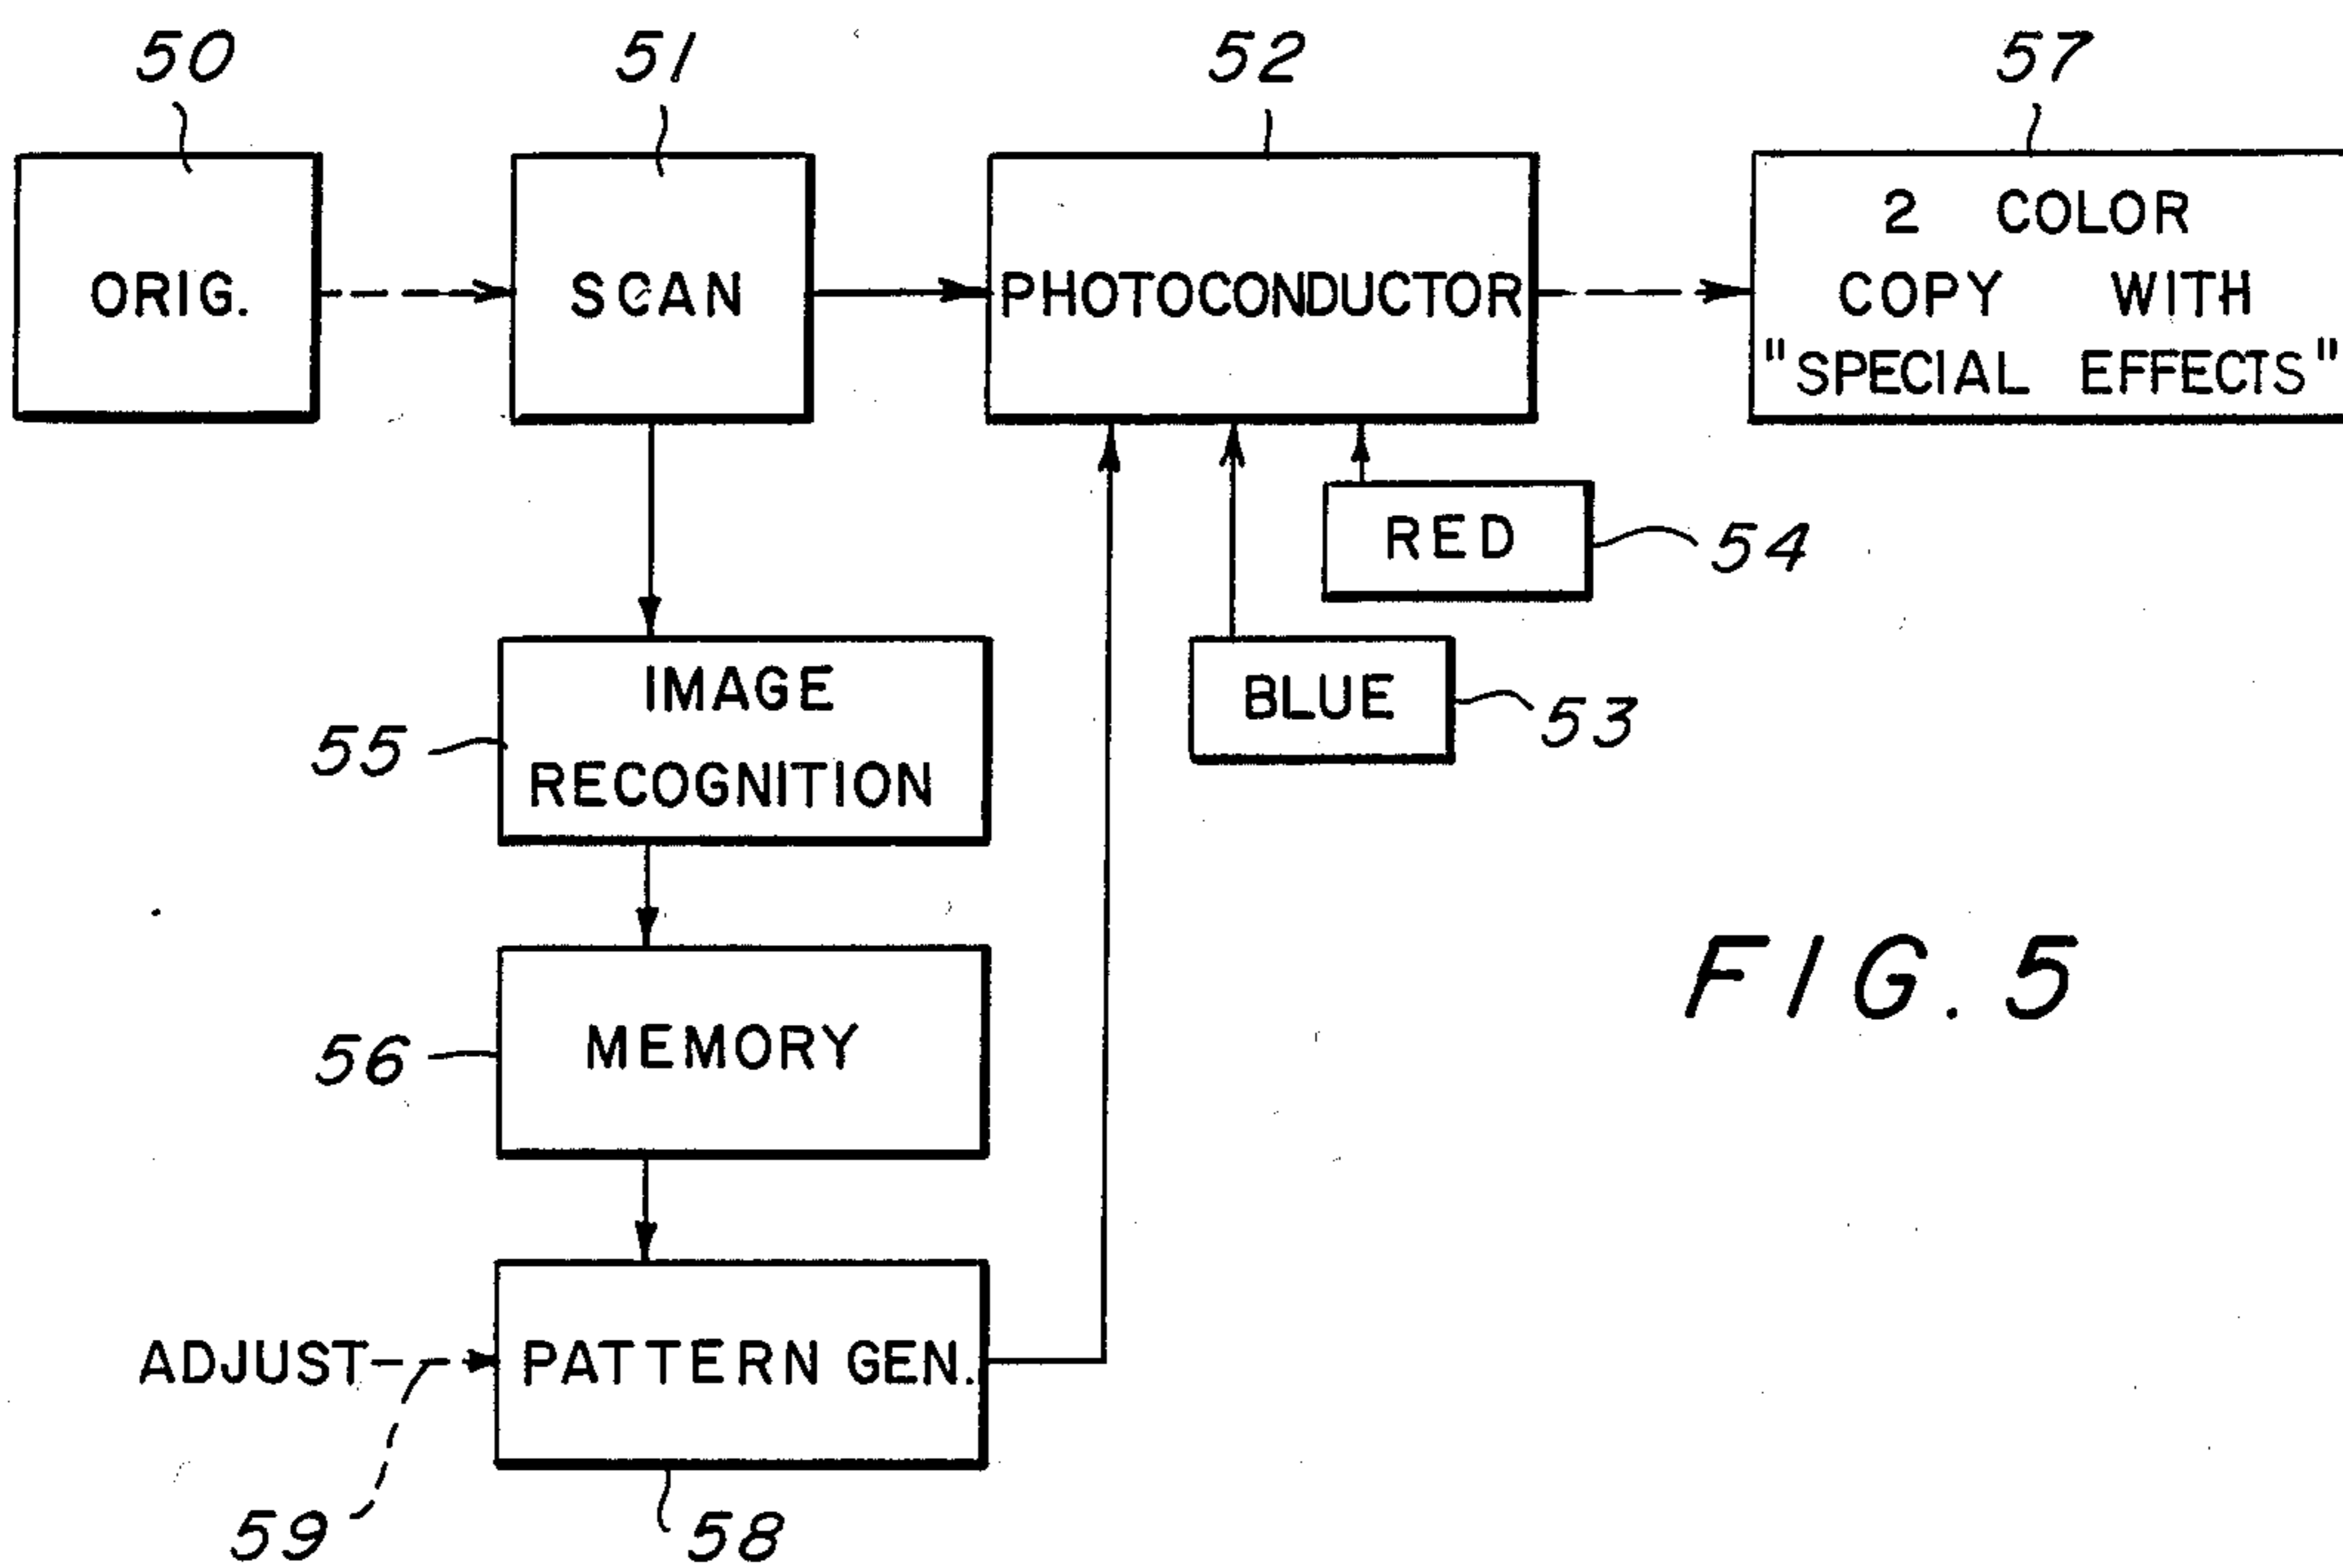 50
51
52
57
ORIG.
SCAN
PHOTOCONDUCTOR
2 COLOR
COPY WITH
"SPECIAL EFFECTS"
RED
54
BLUE
53
IMAGE
RECOGNITION
55
MEMORY
56
FIG. 5
ADJUST
PATTERN GEN.
59
58